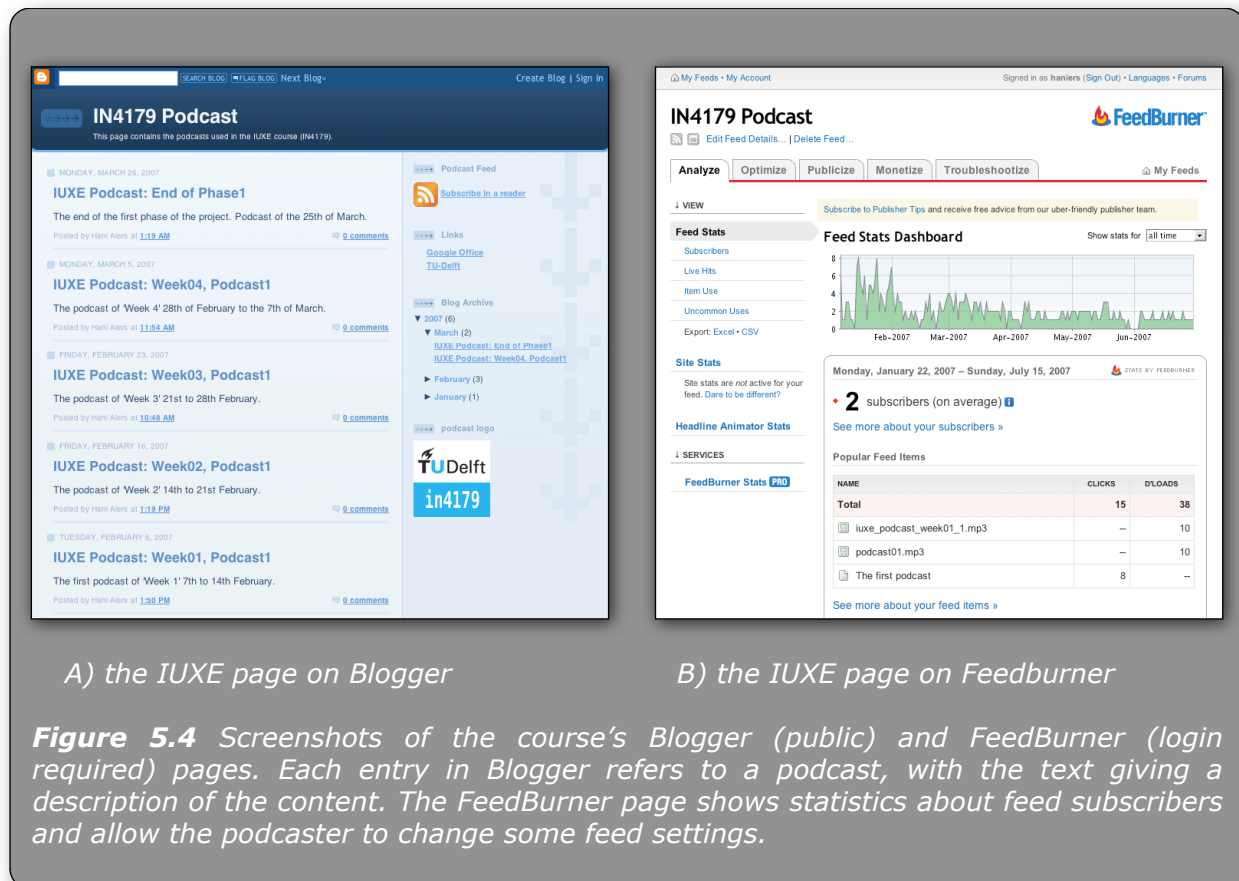 SEARCH BLOG FLAG BLOG Next Blog»
Create Blog | Sign In
IN4179 Podcast
This page contains the podcasts used in the IUXE course (IN4179).
MONDAY, MARCH 26, 2007
IUXE Podcast: End of Phase1
The end of the first phase of the project. Podcast of the 25th of March.
Posted by Hani Alers at 1:19 AM
0 comments
MONDAY, MARCH 5, 2007
IUXE Podcast: Week04, Podcast1
The podcast of 'Week 4' 28th of February to the 7th of March.
Posted by Hani Alers at 11:54 AM
0 comments
FRIDAY, FEBRUARY 23, 2007
IUXE Podcast: Week03, Podcast1
The podcast of 'Week 3' 21st to 28th February.
Posted by Hani Alers at 10:48 AM
0 comments
FRIDAY, FEBRUARY 16, 2007
IUXE Podcast: Week02, Podcast1
The podcast of 'Week 2' 14th to 21st February.
Posted by Hani Alers at 1:19 PM
0 comments
TUESDAY, FEBRUARY 6, 2007
IUXE Podcast: Week01, Podcast1
The first podcast of 'Week 1' 7th to 14th February.
Posted by Hani Alers at 1:50 PM
0 comments
Podcast Feed
Subscribe in a reader
Links
Google Office
TU-Delft
Blog Archive
▼ 2007 (6)
▼ March (2)
IUXE Podcast: End of Phase1
IUXE Podcast: Week04, Podcast1
► February (3)
► January (1)
podcast logo
TU Delft
in4179
My Feeds • My Account
Signed in as haniers (Sign Out) • Languages • Forums
IN4179 Podcast
FeedBurner
Edit Feed Details... | Delete Feed...
Analyze Optimize Publicize Monetize Troubleshootize
My Feeds
↓ VIEW
Feed Stats
Subscribers
Live Hits
Item Use
Uncommon Uses
Export: Excel • CSV
Site Stats
Site stats are not active for your
feed. Dare to be different?
Headline Animator Stats
↓ SERVICES
FeedBurner Stats PRO
Subscribe to Publisher Tips and receive free advice from our uber-friendly publisher team.
Feed Stats Dashboard
Show stats for all time
8
6
4
2
0
Feb-2007 Mar-2007 Apr-2007 May-2007 Jun-2007
Monday, January 22, 2007 – Sunday, July 15, 2007
STATS BY FEEDBURNER
2 subscribers (on average)
See more about your subscribers »
Popular Feed Items
NAME CLICKS D'LOADS
Total 15 38
iuxe_podcast_week01_1.mp3 -- 10
podcast01.mp3 -- 10
The first podcast 8 --
See more about your feed items »
A) the IUXE page on Blogger
B) the IUXE page on Feedburner
Figure 5.4 Screenshots of the course's Blogger (public) and FeedBurner (login
required) pages. Each entry in Blogger refers to a podcast, with the text giving a
description of the content. The FeedBurner page shows statistics about feed subscribers
and allow the podcaster to change some feed settings.